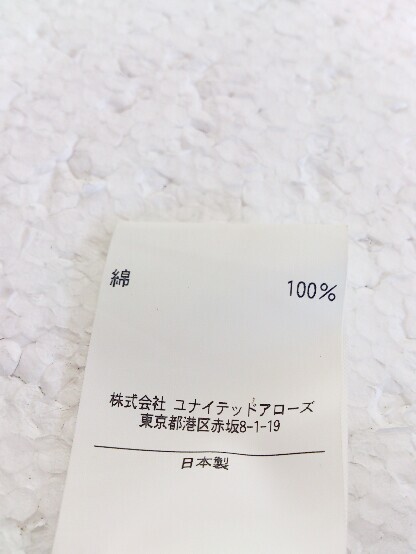 綿 100%
株式会社 ユナイテッドアローズ
東京都港区赤坂8-1-19
日本製